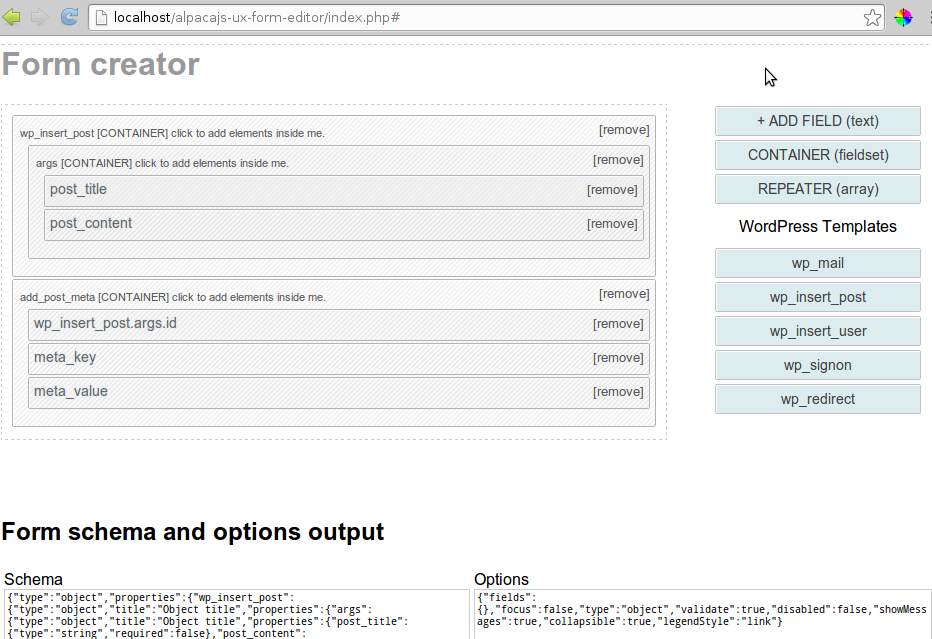 localhost/alpacajs-ux-form-editor/index.php#
Form creator
wp_insert_post [CONTAINER] click to add elements inside me.
[remove]
args [CONTAINER] click to add elements inside me.
[remove]
post_title
[remove]
post_content
[remove]
add_post_meta [CONTAINER] click to add elements inside me.
[remove]
wp_insert_post.args.id
[remove]
meta_key
[remove]
meta_value
[remove]
+ ADD FIELD (text)
CONTAINER (fieldset)
REPEATER (array)
WordPress Templates
wp_mail
wp_insert_post
wp_insert_user
wp_signon
wp_redirect
Form schema and options output
Schema
{"type":"object","properties":{"wp_insert_post":
{"type":"object","title":"Object title","properties":{"args":
{"type":"object","title":"Object title","properties":{"post_title":
{"type":"string","required":false},"post_content":
Options
{"fields":
{},"focus":false,"type":"object","validate":true,"disabled":false,"showMess
ages":true,"collapsible":true,"legendStyle":"link"}